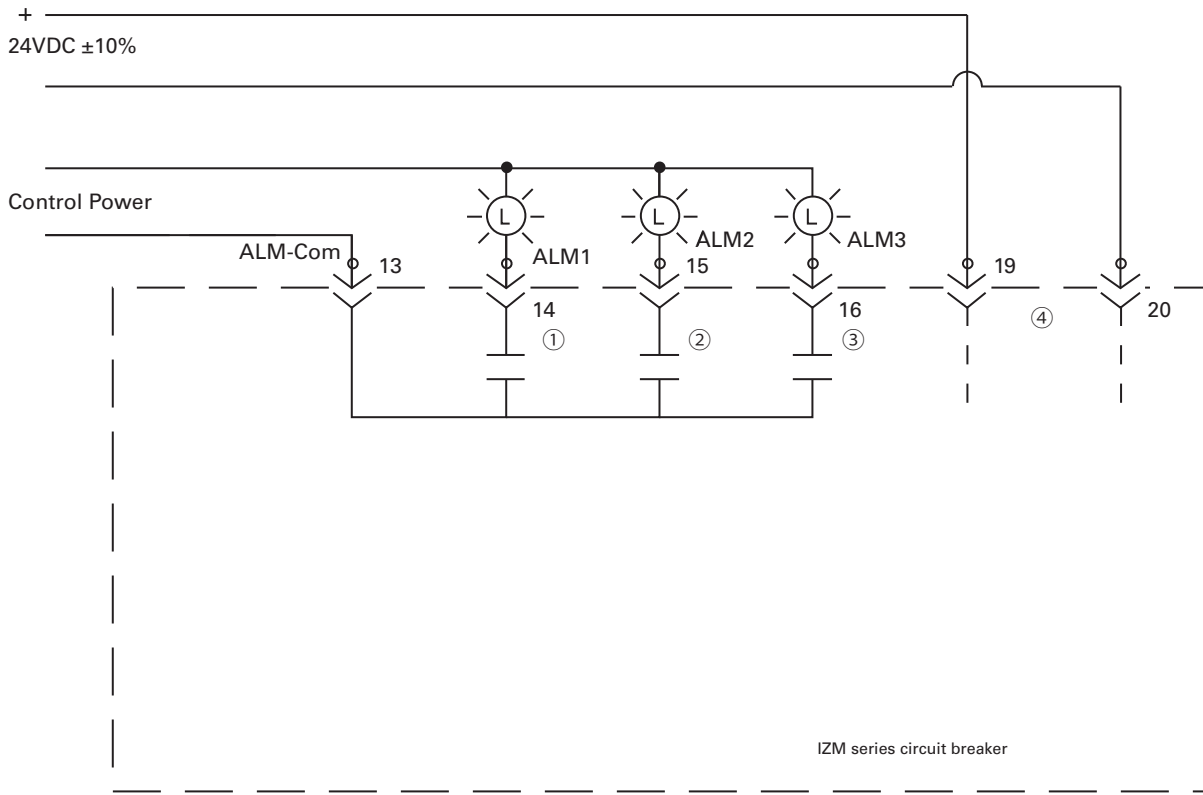 +
24VDC ±10%
Control Power
L
L
L
ALM-Com
ALM1
ALM2
ALM3
13
15
19
14
16
20
①
②
③
④
IZM series circuit breaker